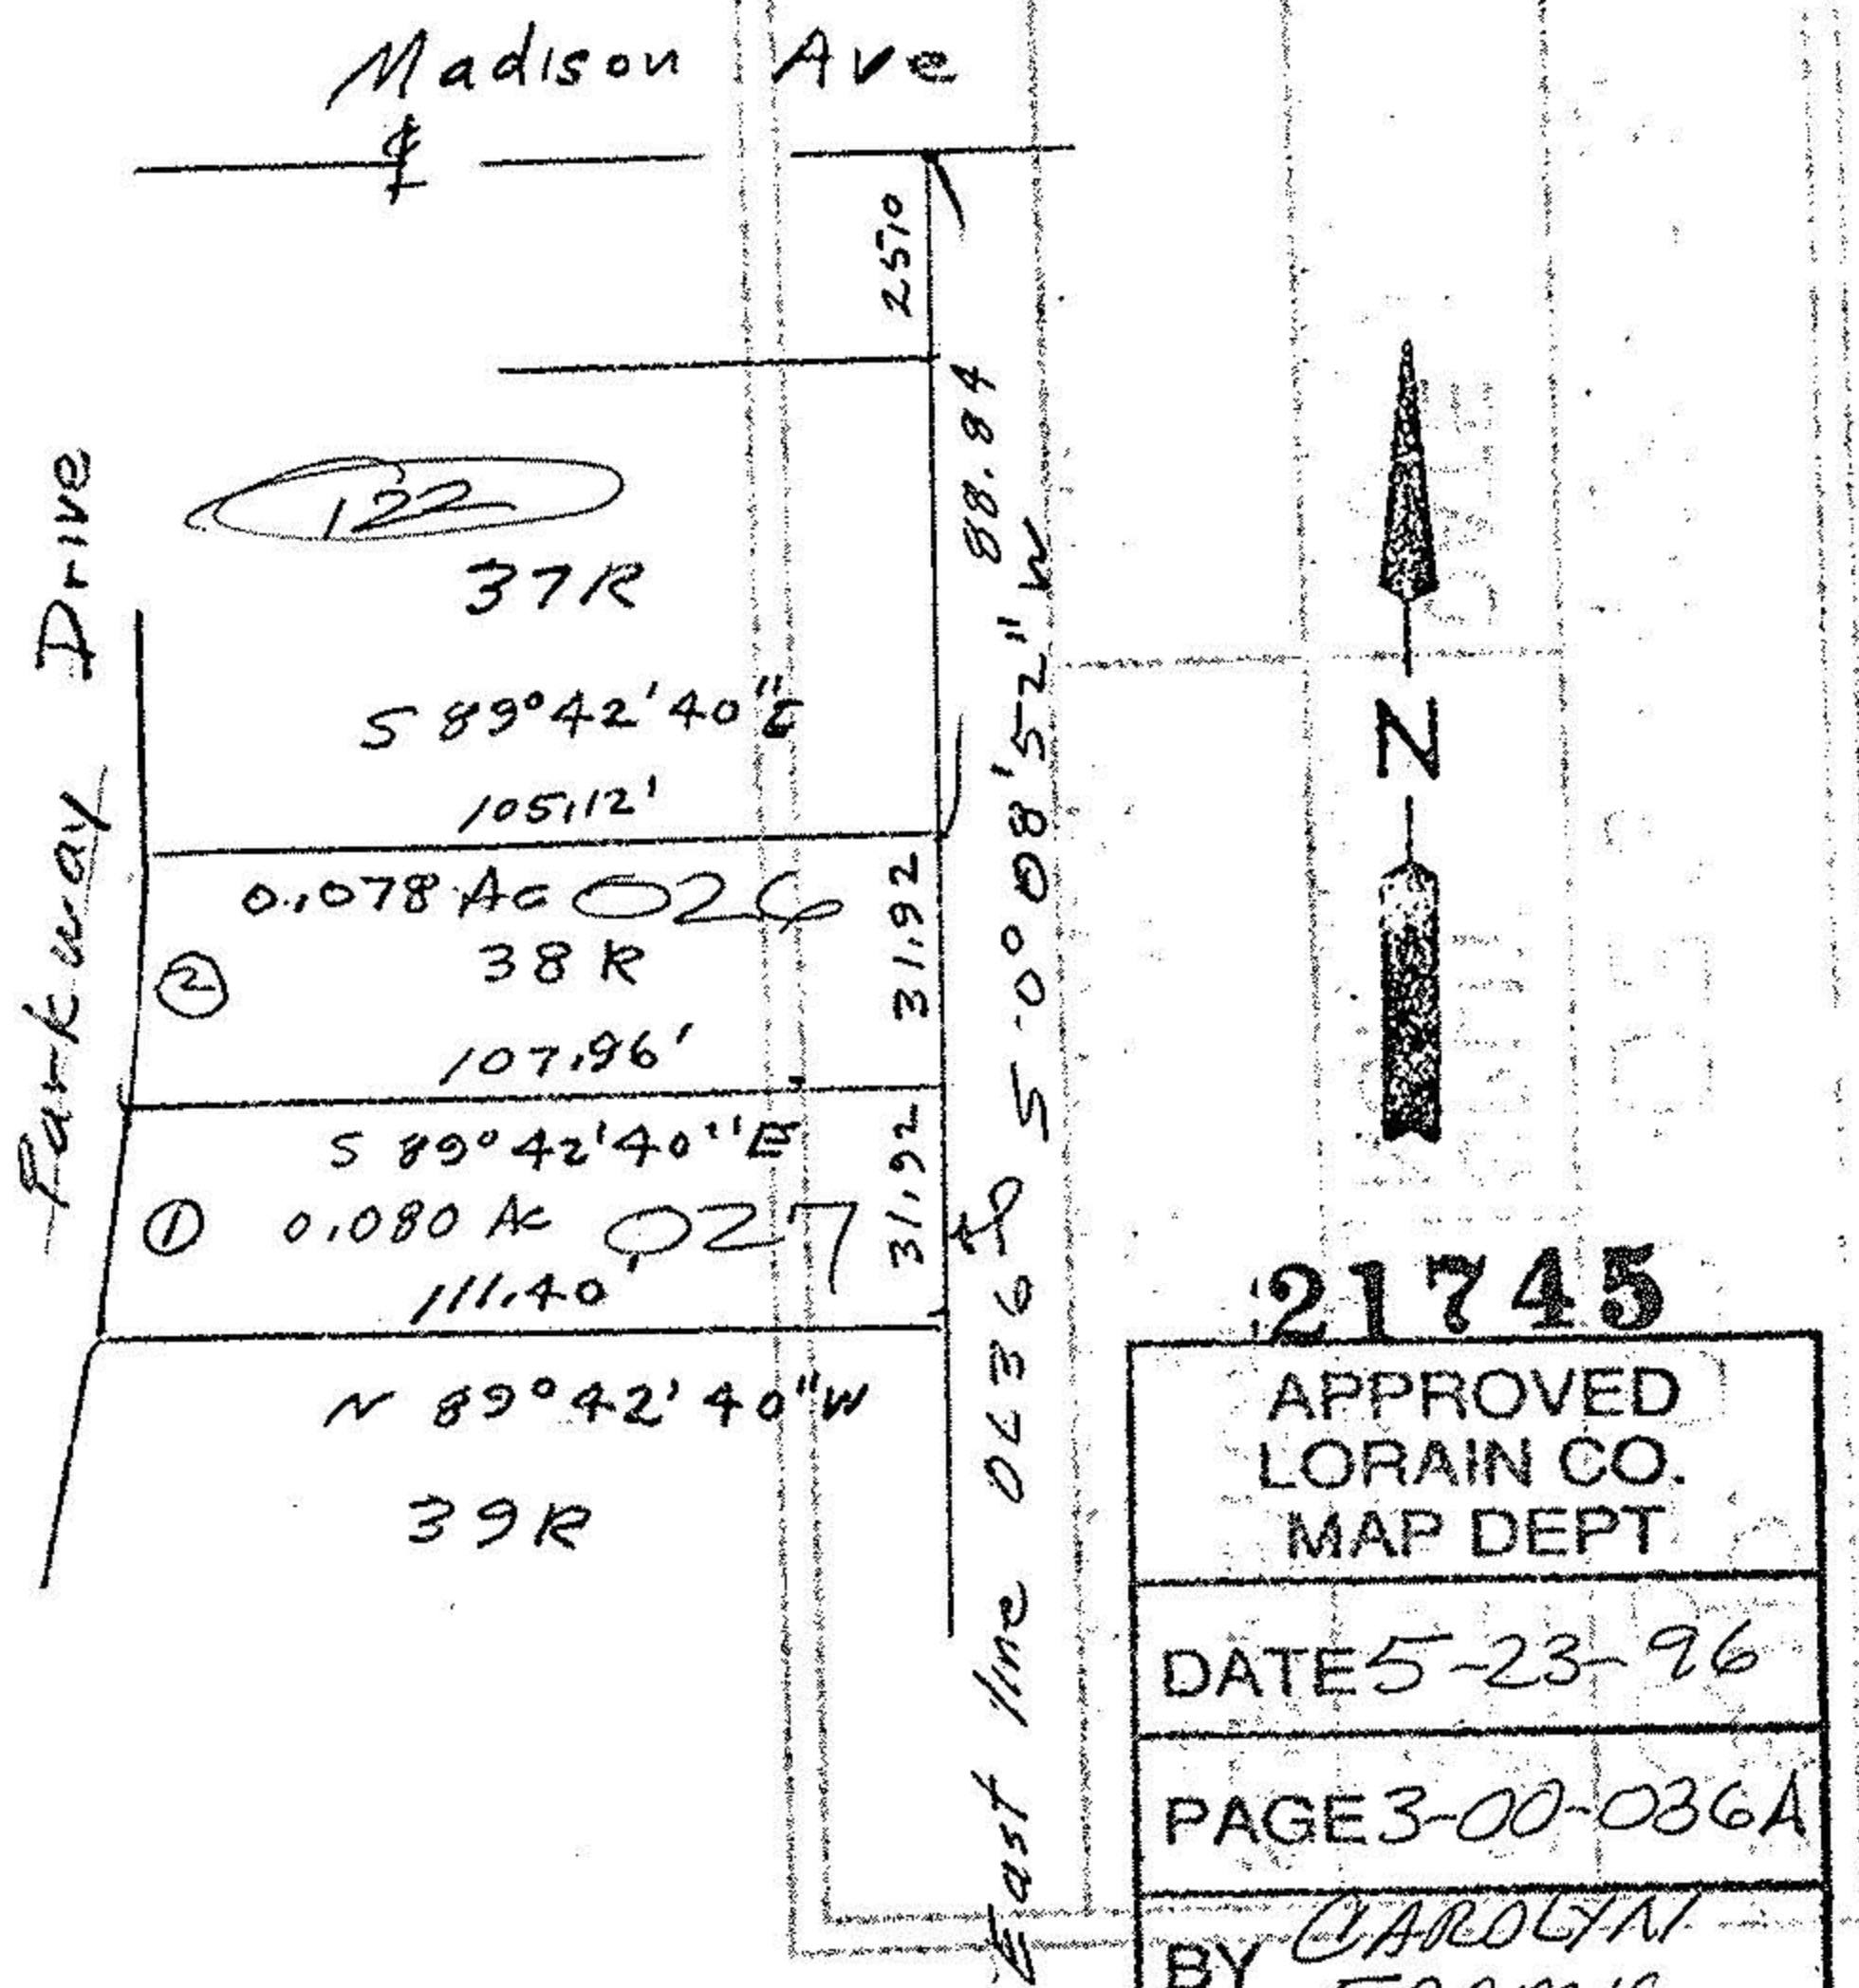 Madison Ave
℄
25.0
88.84
122
37R
S 89°42'40"E
105.12'
Parkway Drive
0.078 Ac 026
38 R
②
31.92
107.96'
S 89°42'40"E
① 0.080 Ac 027
31.92
111.40'
N 89°42'40"W
39R
S 0°08'52" W
East line OL 36
N
21745
APPROVED
LORAIN CO.
MAP DEPT
DATE 5-23-96
PAGE 3-00-036A
BY CAROLYN